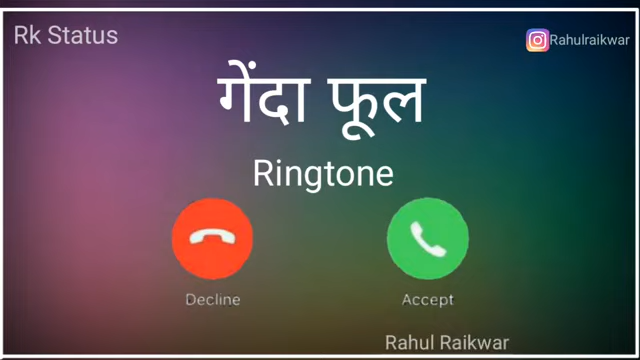 Rk Status
Rahulraikwar
गेंदा फूल
Ringtone
Decline
Accept
Rahul Raikwar